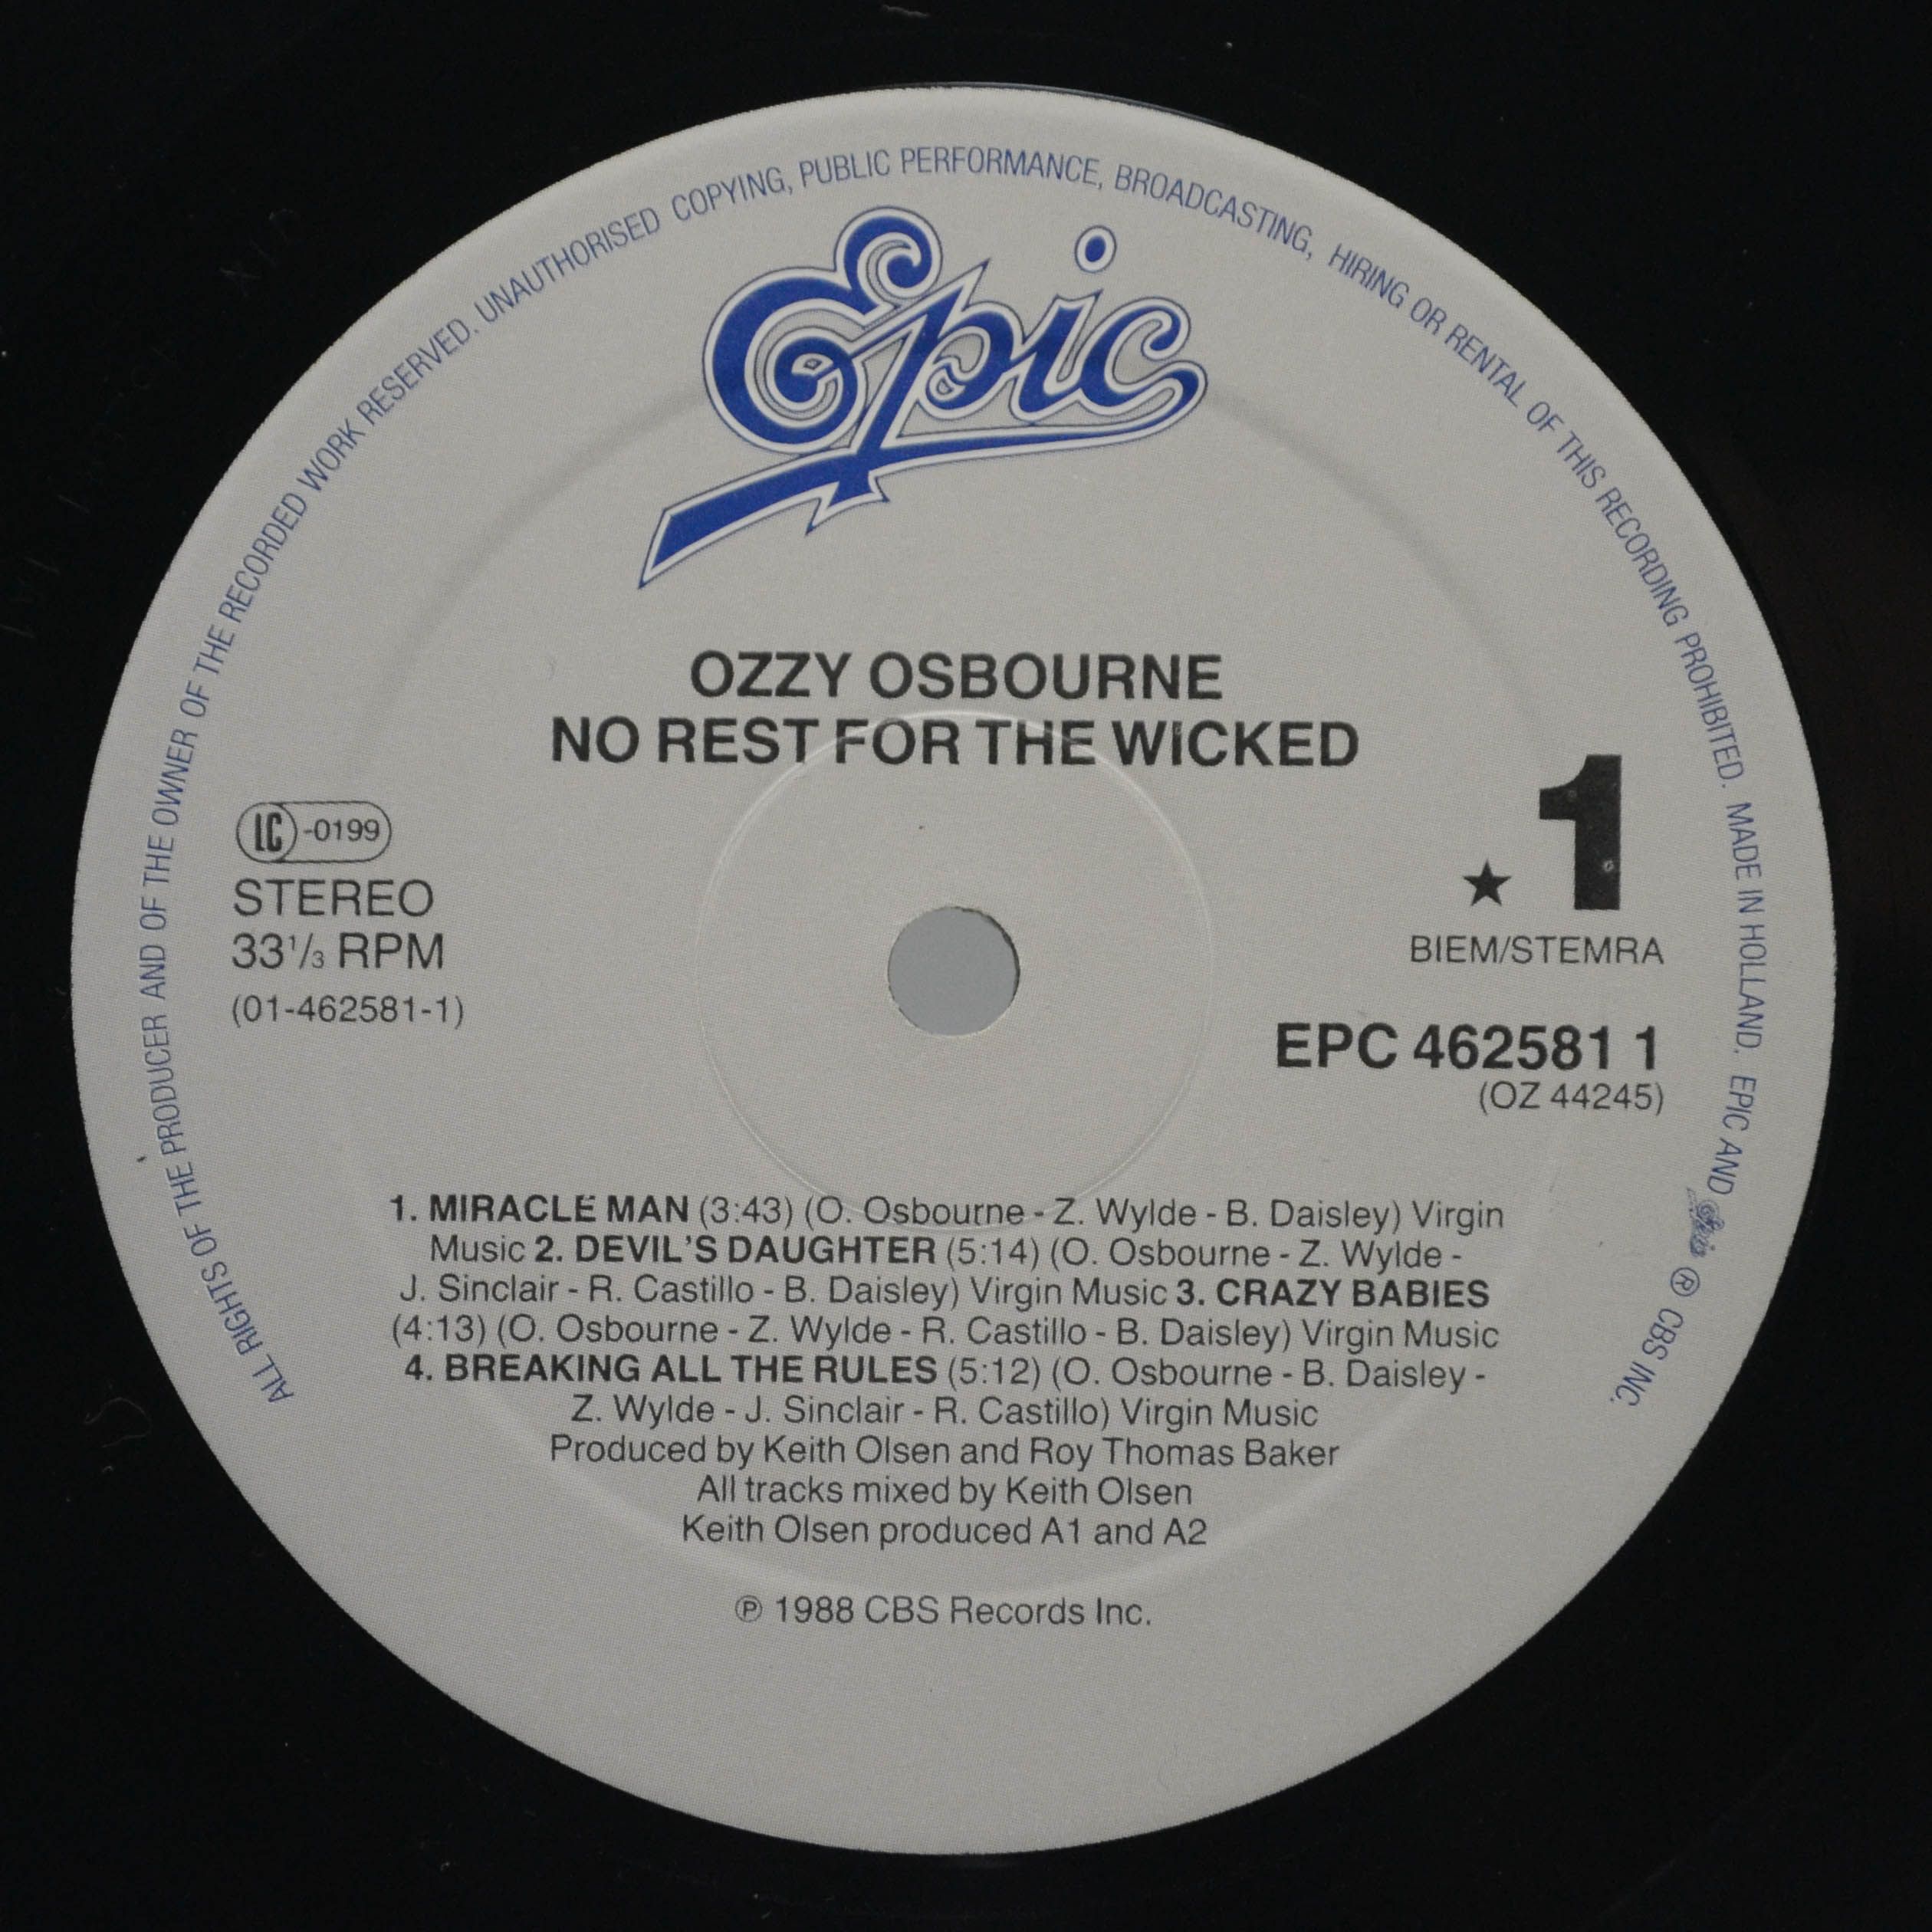 ALL RIGHTS OF THE PRODUCER AND OF THE OWNER OF THE RECORDED WORK RESERVED. UNAUTHORISED COPYING, PUBLIC PERFORMANCE, BROADCASTING, HIRING OR RENTAL OF THIS RECORDING PROHIBITED. MADE IN HOLLAND. EPIC AND Epic ® CBS INC.
Epic
OZZY OSBOURNE
NO REST FOR THE WICKED
LC-0199
STEREO
33⅓ RPM
(01-462581-1)
★ 1
BIEM/STEMRA
EPC 462581 1
(OZ 44245)
1. MIRACLE MAN (3:43) (O. Osbourne - Z. Wylde - B. Daisley) Virgin
Music 2. DEVIL'S DAUGHTER (5:14) (O. Osbourne - Z. Wylde -
J. Sinclair - R. Castillo - B. Daisley) Virgin Music 3. CRAZY BABIES
(4:13) (O. Osbourne - Z. Wylde - R. Castillo - B. Daisley) Virgin Music
4. BREAKING ALL THE RULES (5:12) (O. Osbourne - B. Daisley -
Z. Wylde - J. Sinclair - R. Castillo) Virgin Music
Produced by Keith Olsen and Roy Thomas Baker
All tracks mixed by Keith Olsen
Keith Olsen produced A1 and A2
℗ 1988 CBS Records Inc.